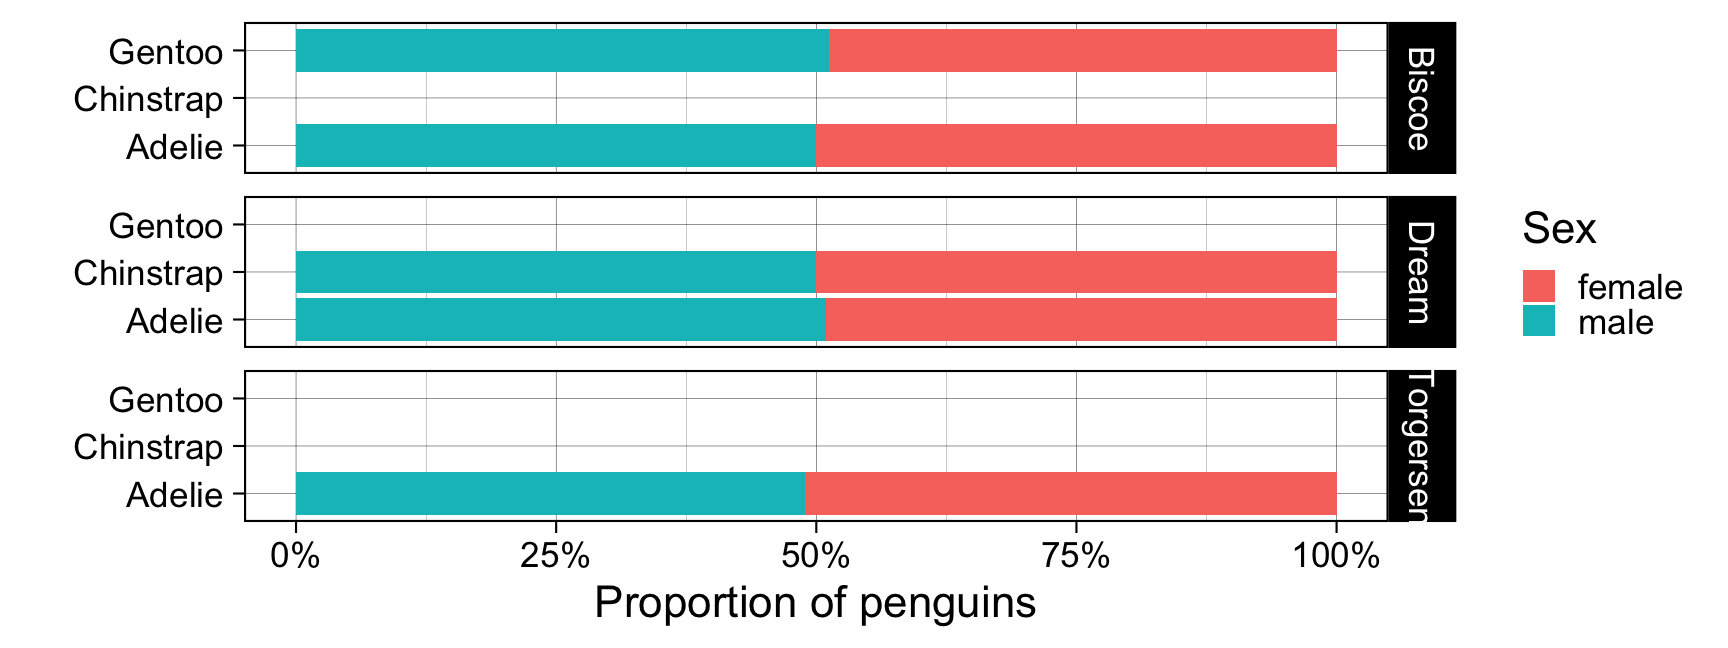 Gentoo
Chinstrap
Adelie
Biscoe
Gentoo
Chinstrap
Adelie
Dream
Gentoo
Chinstrap
Adelie
Torgersen
0% 25% 50% 75% 100%
Proportion of penguins
Sex
female
male